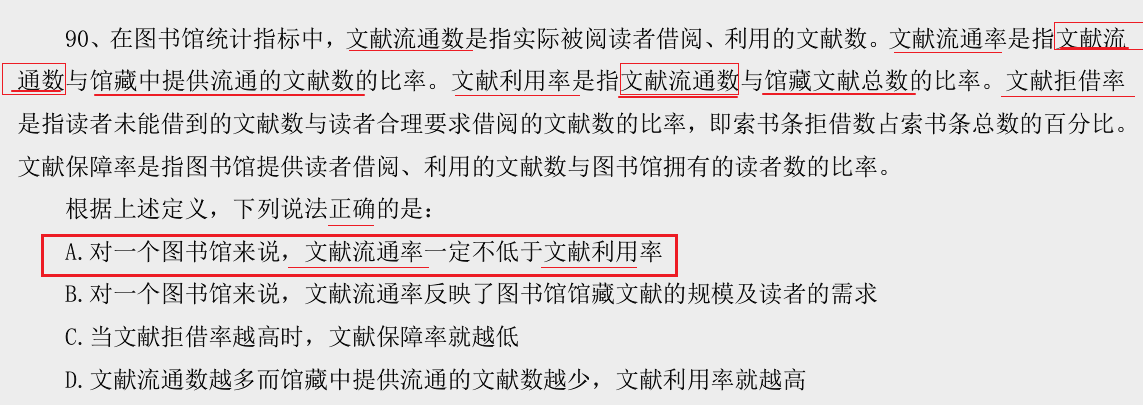 90、在图书馆统计指标中，文献流通数是指实际被阅读者借阅、利用的文献数。文献流通率是指文献流
通数与馆藏中提供流通的文献数的比率。文献利用率是指文献流通数与馆藏文献总数的比率。文献拒借率
是指读者未能借到的文献数与读者合理要求借阅的文献数的比率，即索书条拒借数占索书条总数的百分比。
文献保障率是指图书馆提供读者借阅、利用的文献数与图书馆拥有的读者数的比率。
根据上述定义，下列说法正确的是：
A.对一个图书馆来说，文献流通率一定不低于文献利用率
B.对一个图书馆来说，文献流通率反映了图书馆馆藏文献的规模及读者的需求
C.当文献拒借率越高时，文献保障率就越低
D.文献流通数越多而馆藏中提供流通的文献数越少，文献利用率就越高